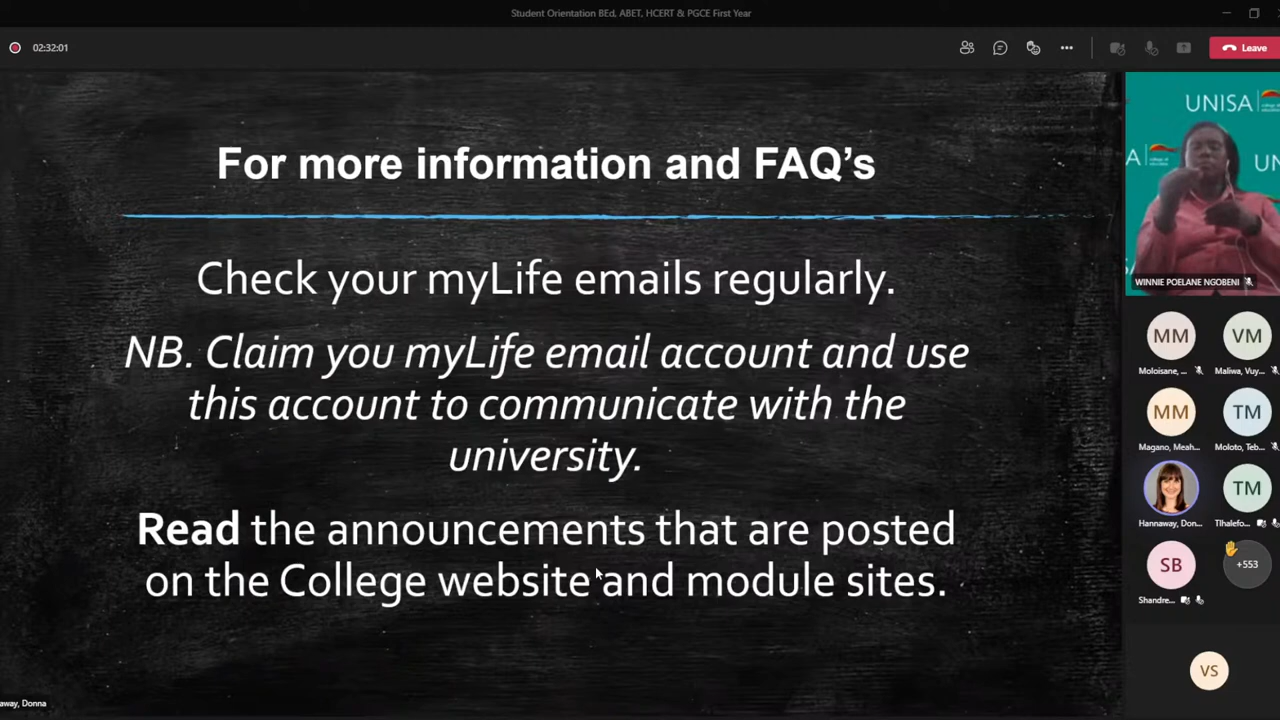 Student Orientation BEd, ABET, HCERT & PGCE First Year
02:32:01
Leave
For more information and FAQ's
Check your myLife emails regularly.
NB. Claim you myLife email account and use
this account to communicate with the
university.
Read the announcements that are posted
on the College website and module sites.
away, Donna
UNISA
UN
A
UN
WINNIE POELANE NGOBENI
MM
VM
Moloisane, ...
Maliwa, Vuy...
MM
TM
Magano, Meah...
Moloto, Teb...
TM
Hannaway, Don...
Tlhalefo...
SB
+553
Shandre...
VS